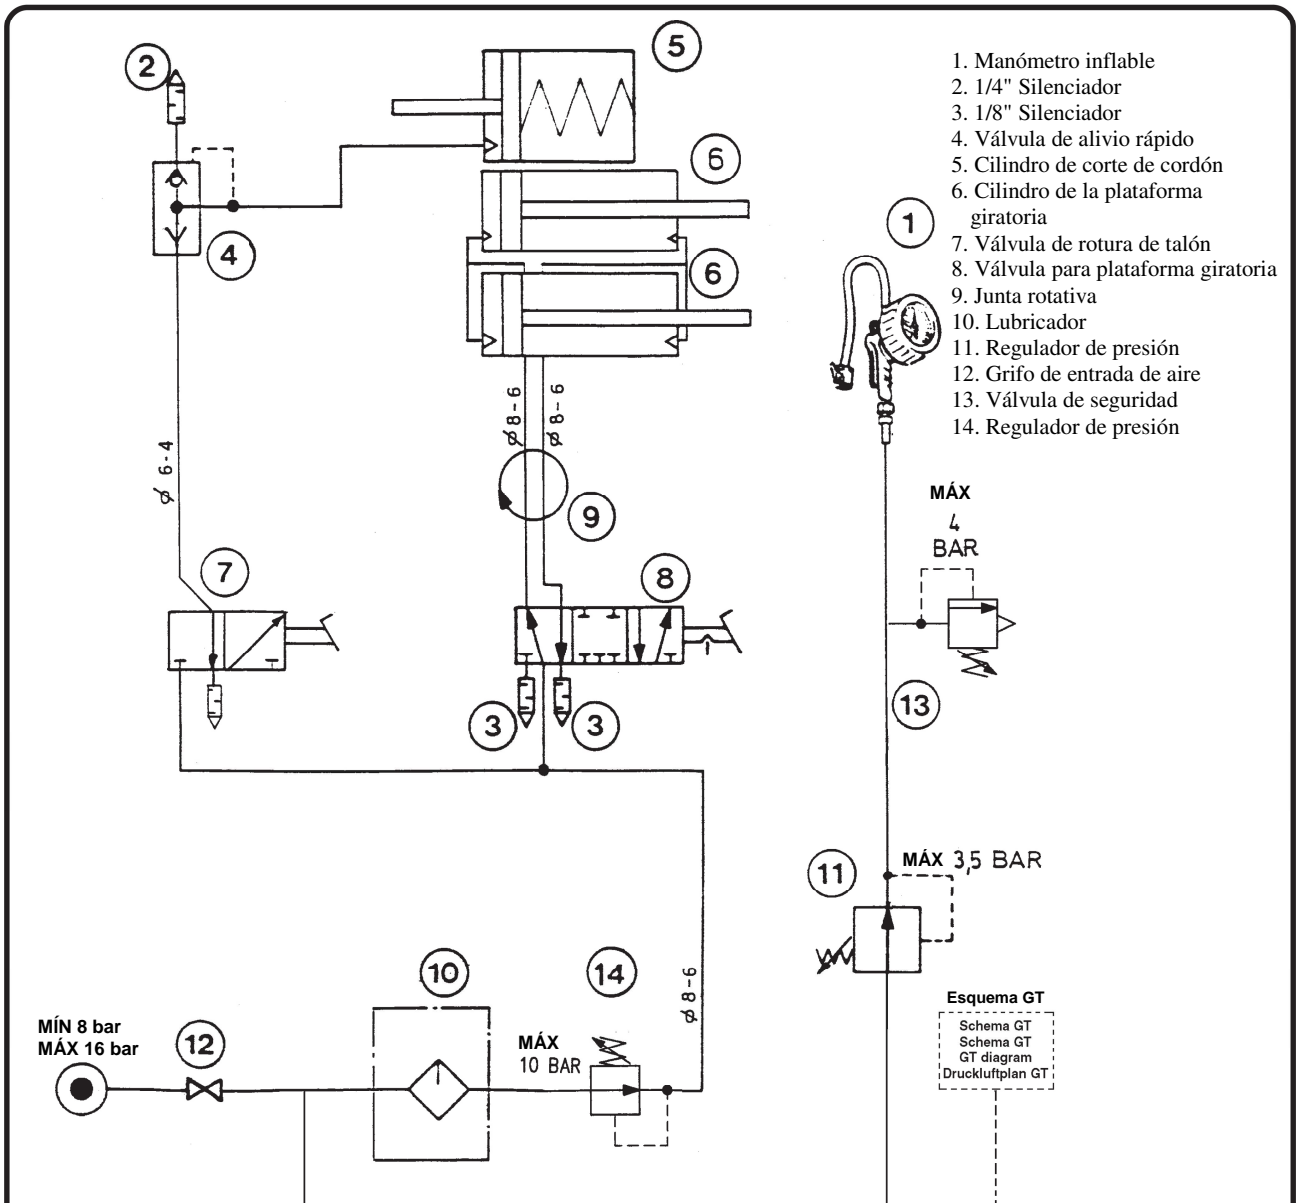 2
5
1. Manómetro inflable
2. 1/4" Silenciador
3. 1/8" Silenciador
4. Válvula de alivio rápido
5. Cilindro de corte de cordón
6. Cilindro de la plataforma
giratoria
7. Válvula de rotura de talón
8. Válvula para plataforma giratoria
9. Junta rotativa
10. Lubricador
11. Regulador de presión
12. Grifo de entrada de aire
13. Válvula de seguridad
14. Regulador de presión
6
1
4
6
ø 8-6
ø 8-6
ø 6-4
9
MÁX
4
BAR
7
8
13
3
3
MÁX 3,5 BAR
11
10
14
ø 8-6
Esquema GT
Schema GT
Schema GT
GT diagram
Druckluftplan GT
MÍN 8 bar
MÁX 16 bar
12
MÁX
10 BAR